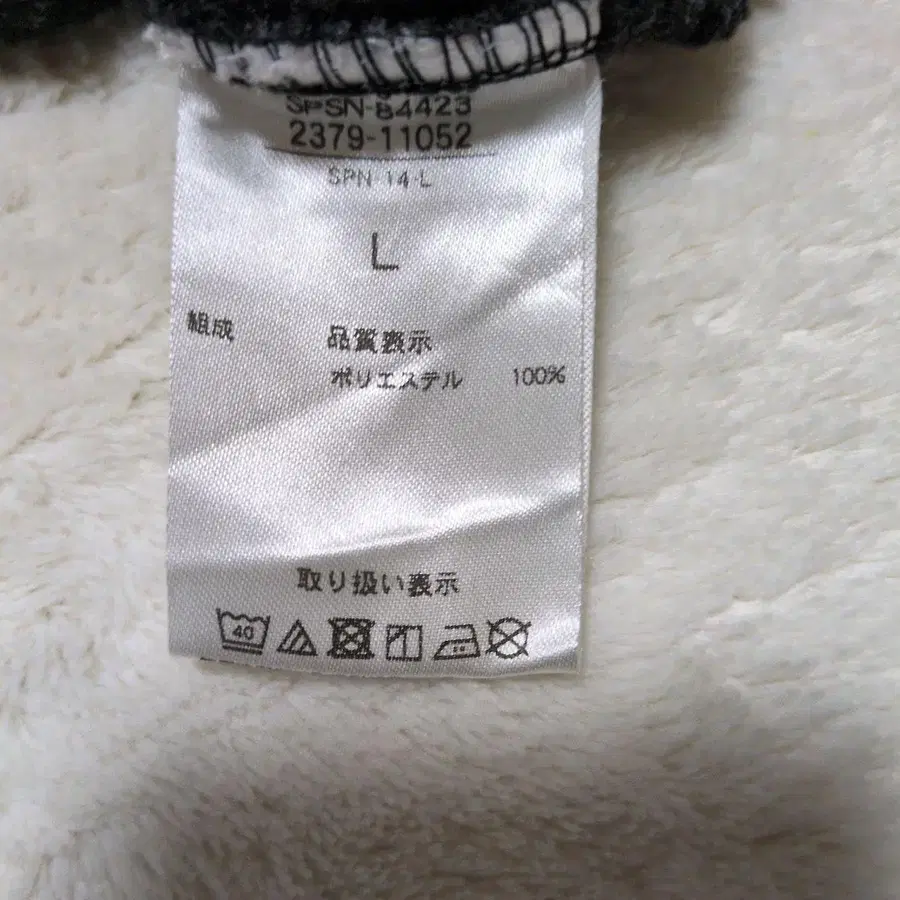 SPSN-84423
2379-11052
SPN 14-L
L
品質表示
組成 ポリエステル 100%
取り扱い表示
40